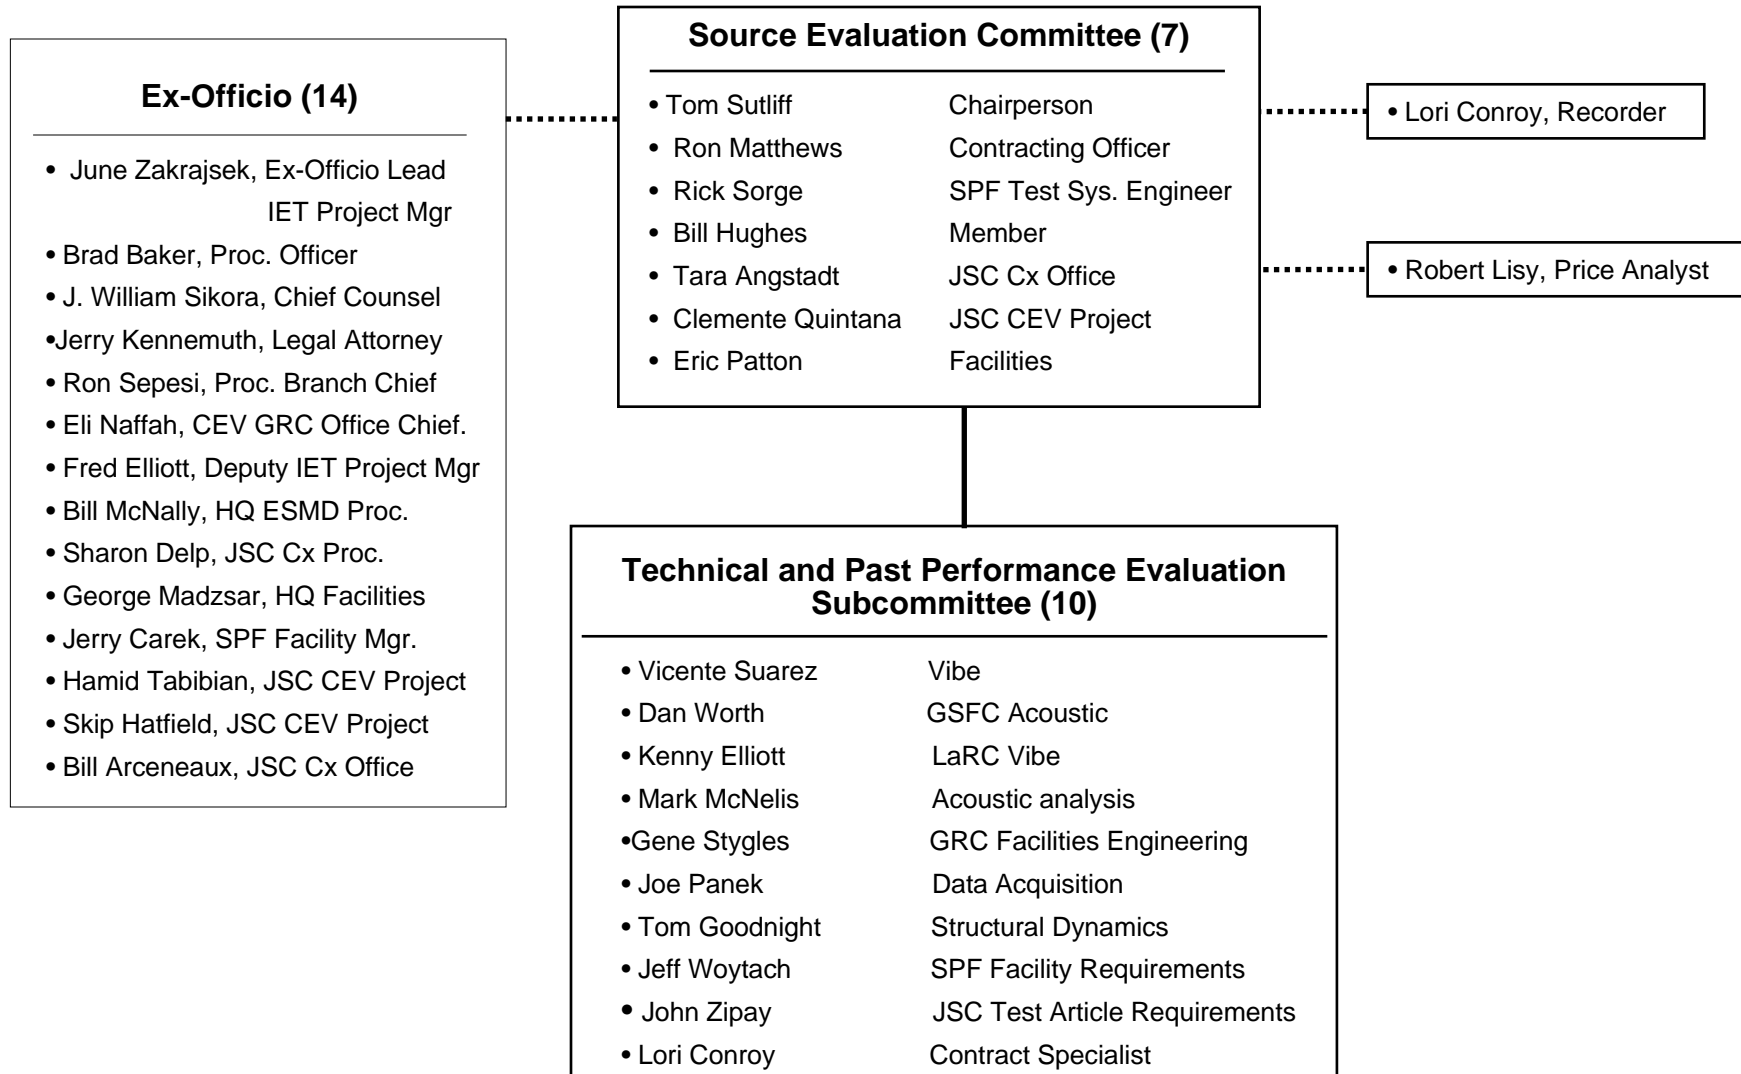 Ex-Officio (14)
• June Zakrajsek, Ex-Officio Lead
IET Project Mgr
• Brad Baker, Proc. Officer
• J. William Sikora, Chief Counsel
•Jerry Kennemuth, Legal Attorney
• Ron Sepesi, Proc. Branch Chief
• Eli Naffah, CEV GRC Office Chief.
• Fred Elliott, Deputy IET Project Mgr
• Bill McNally, HQ ESMD Proc.
• Sharon Delp, JSC Cx Proc.
• George Madzsar, HQ Facilities
• Jerry Carek, SPF Facility Mgr.
• Hamid Tabibian, JSC CEV Project
• Skip Hatfield, JSC CEV Project
• Bill Arceneaux, JSC Cx Office
Source Evaluation Committee (7)
• Tom Sutliff Chairperson
• Ron Matthews Contracting Officer
• Rick Sorge SPF Test Sys. Engineer
• Bill Hughes Member
• Tara Angstadt JSC Cx Office
• Clemente Quintana JSC CEV Project
• Eric Patton Facilities
• Lori Conroy, Recorder
• Robert Lisy, Price Analyst
Technical and Past Performance Evaluation
Subcommittee (10)
• Vicente Suarez Vibe
• Dan Worth GSFC Acoustic
• Kenny Elliott LaRC Vibe
• Mark McNelis Acoustic analysis
•Gene Stygles GRC Facilities Engineering
• Joe Panek Data Acquisition
• Tom Goodnight Structural Dynamics
• Jeff Woytach SPF Facility Requirements
• John Zipay JSC Test Article Requirements
• Lori Conroy Contract Specialist